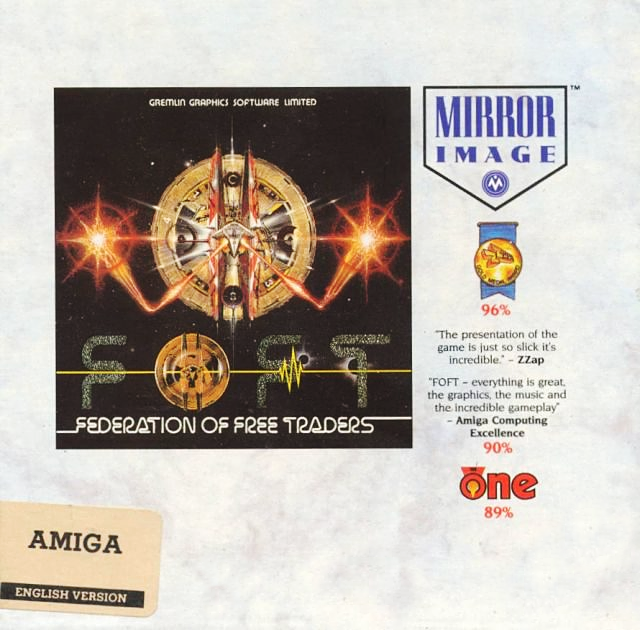 GREMLIN GRAPHICS SOFTWARE LIMITED
FOFT
FEDERATION OF FREE TRADERS
MIRROR
IMAGE
™
96%
"The presentation of the
game is just so slick it's
incredible." – ZZap
"FOFT – everything is great,
the graphics, the music and
the incredible gameplay"
– Amiga Computing
Excellence
90%
THE
One
89%
AMIGA
ENGLISH VERSION